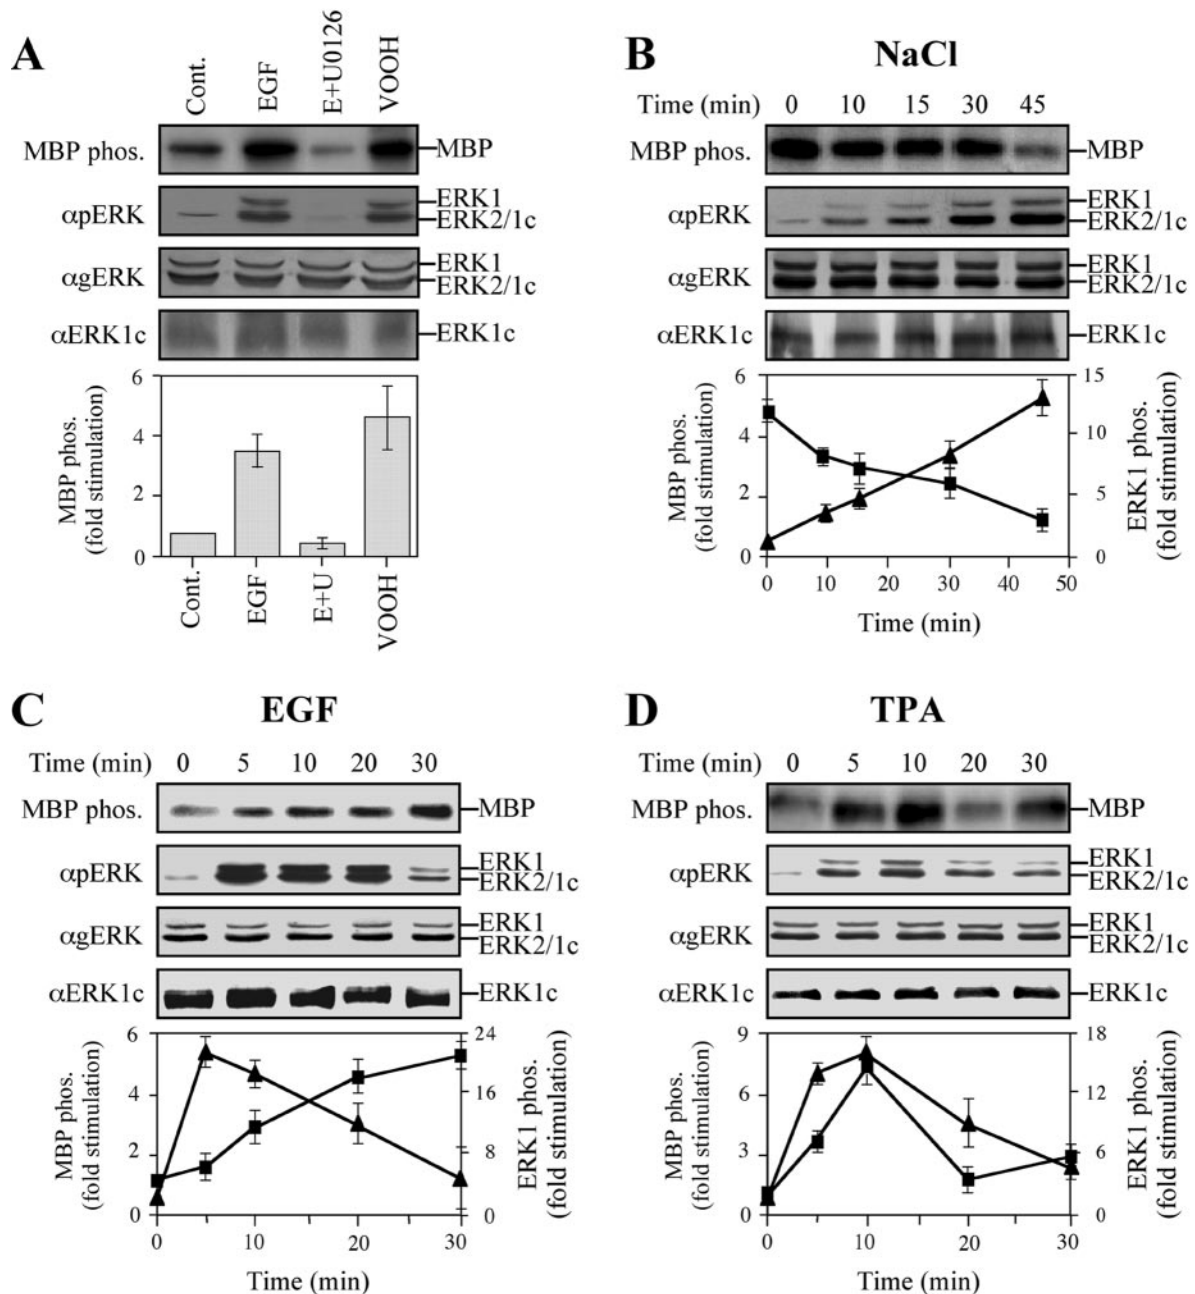 A
Cont.
EGF
E+U0126
VOOH
MBP phos.
MBP
αpERK
ERK1
ERK2/1c
αgERK
ERK1
ERK2/1c
αERK1c
ERK1c
MBP phos.
(fold stimulation)
6
4
2
0
Cont.
EGF
E+U
VOOH
B
NaCl
Time (min) 0 10 15 30 45
MBP phos.
MBP
αpERK
ERK1
ERK2/1c
αgERK
ERK1
ERK2/1c
αERK1c
ERK1c
MBP phos.
(fold stimulation)
6
4
2
0
15
10
5
0
ERK1 phos.
(fold stimulation)
0 10 20 30 40 50
Time (min)
C
EGF
Time (min) 0 5 10 20 30
MBP phos.
MBP
αpERK
ERK1
ERK2/1c
αgERK
ERK1
ERK2/1c
αERK1c
ERK1c
MBP phos.
(fold stimulation)
6
4
2
0
24
16
8
0
ERK1 phos.
(fold stimulation)
0 10 20 30
Time (min)
D
TPA
Time (min) 0 5 10 20 30
MBP phos.
MBP
αpERK
ERK1
ERK2/1c
αgERK
ERK1
ERK2/1c
αERK1c
ERK1c
MBP phos.
(fold stimulation)
9
6
3
0
18
12
6
0
ERK1 phos.
(fold stimulation)
0 10 20 30
Time (min)